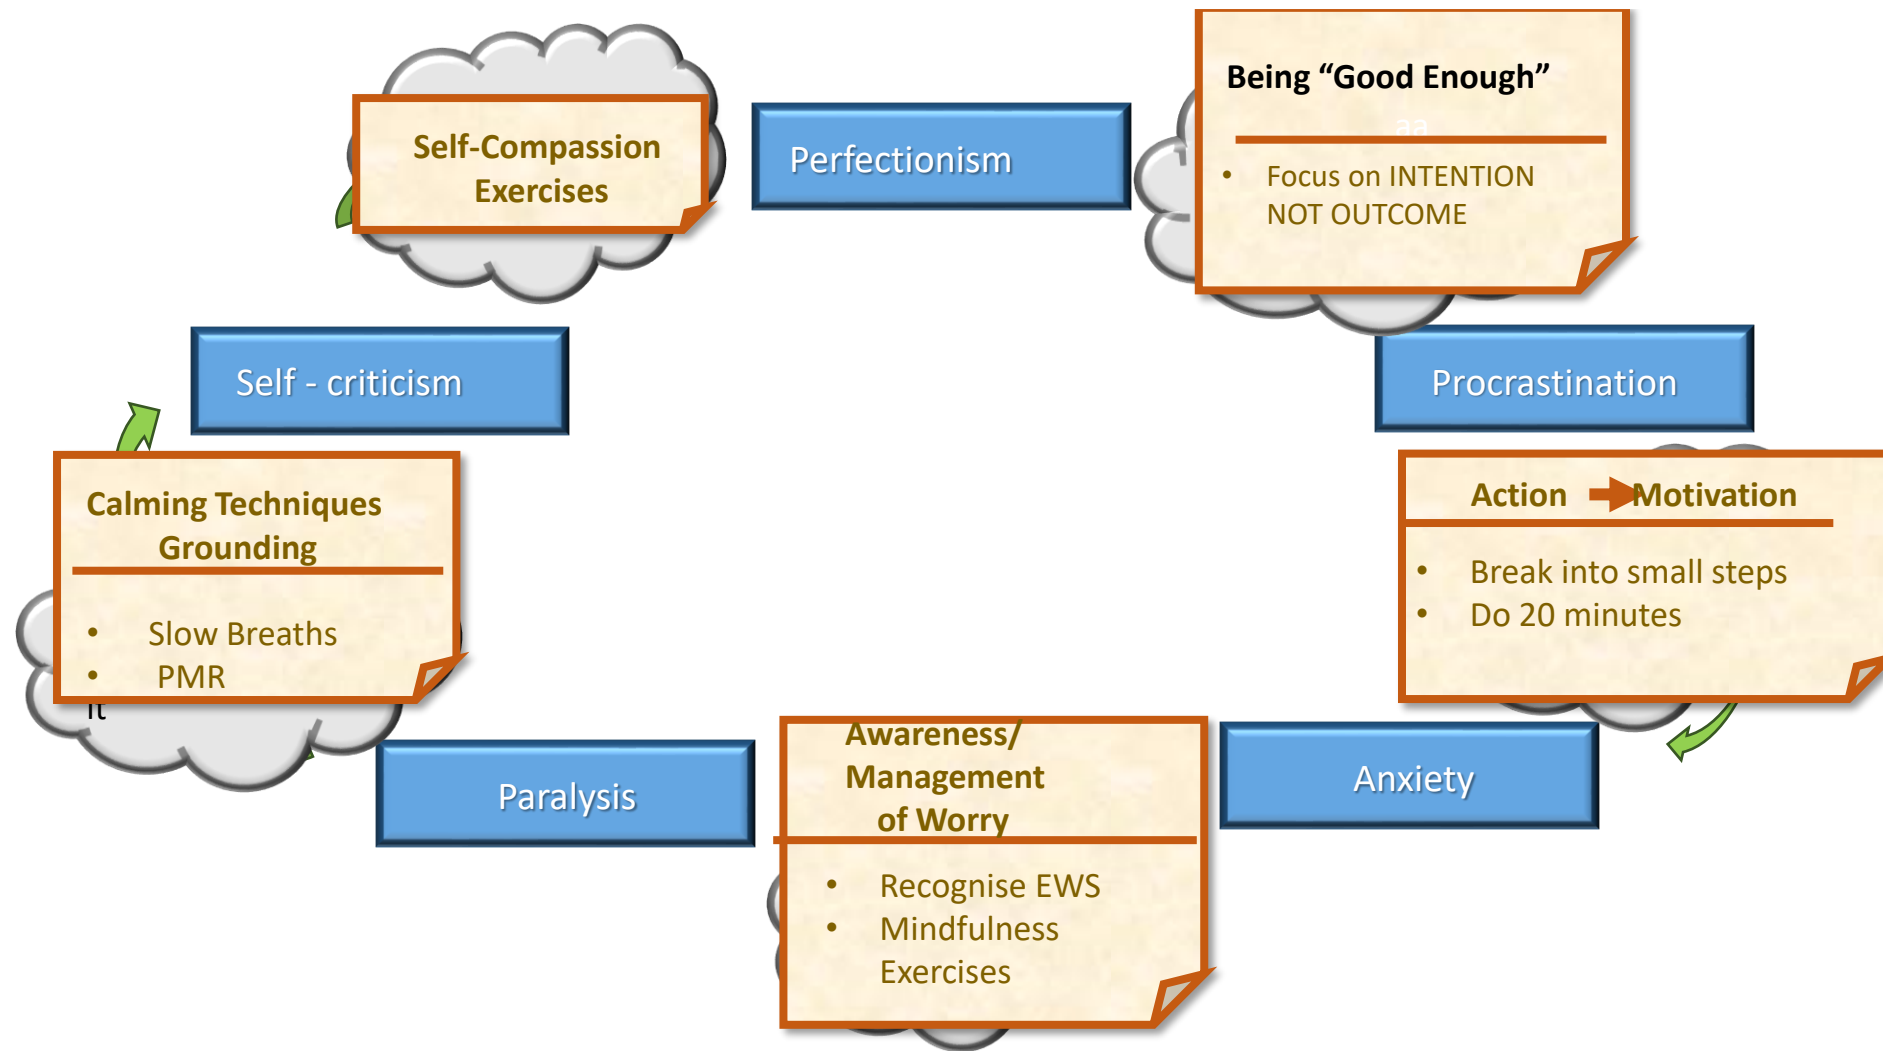 Self-Compassion
Exercises
Perfectionism
Being “Good Enough”
aa
• Focus on INTENTION
NOT OUTCOME
Self - criticism
Procrastination
Calming Techniques
Grounding
• Slow Breaths
• PMR
it
Action Motivation
• Break into small steps
• Do 20 minutes
Paralysis
Awareness/
Management
of Worry
• Recognise EWS
• Mindfulness
Exercises
Anxiety